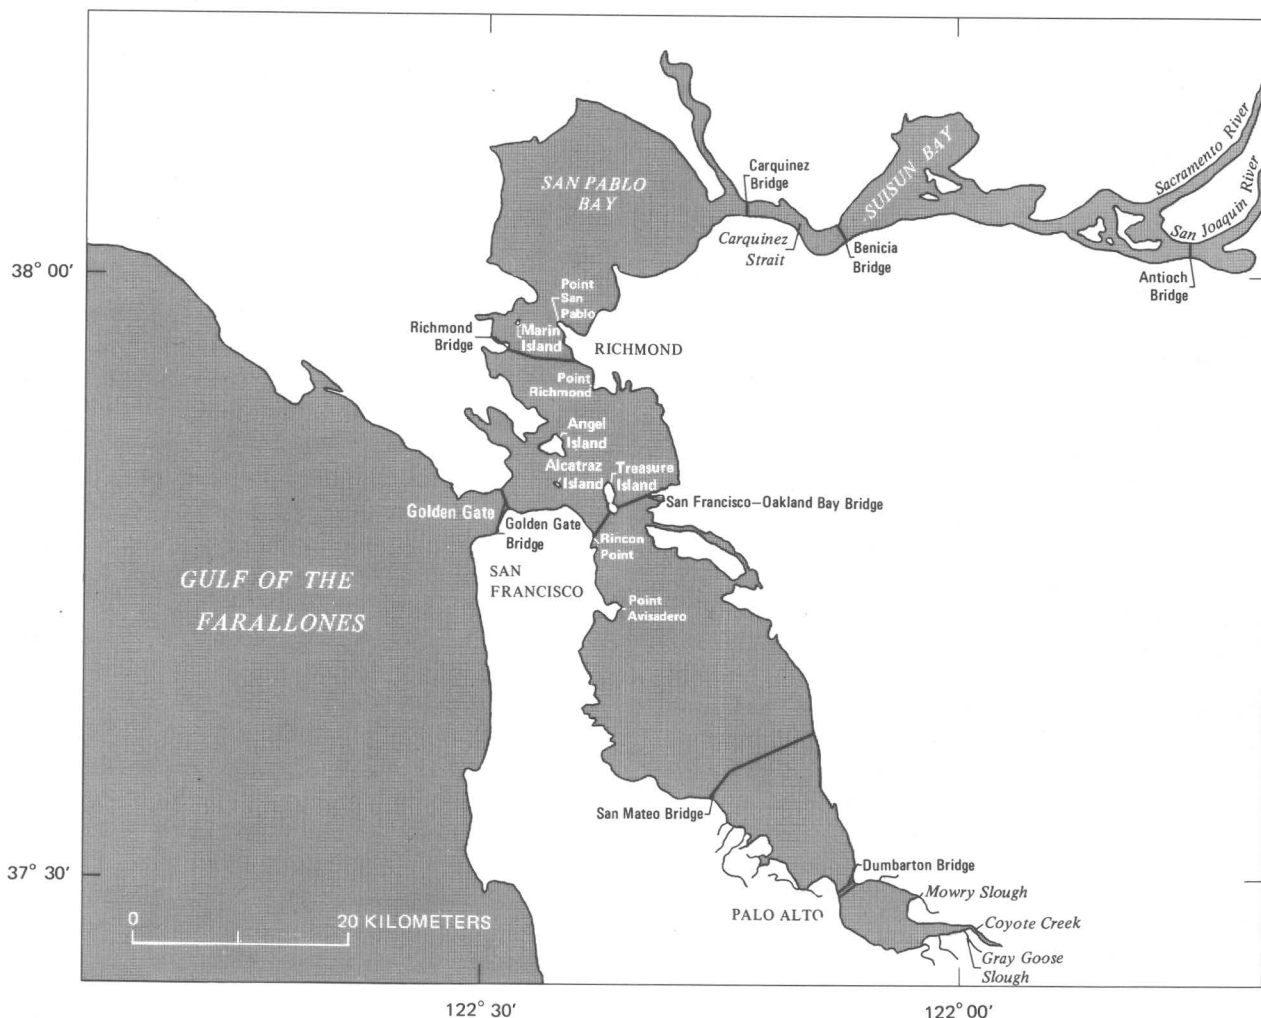 Sacramento River
San Joaquin River
SUISUN BAY
Carquinez
Bridge
SAN PABLO
BAY
Carquinez
Strait
Benicia
Bridge
38° 00′
Antioch
Bridge
Point
San
Pablo
Richmond
Bridge
Marin
Island
RICHMOND
Point
Richmond
Angel
Island
Alcatraz
Island
Treasure
Island
San Francisco–Oakland Bay Bridge
Golden Gate
Golden Gate
Bridge
Rincon
Point
SAN
FRANCISCO
GULF OF THE
FARALLONES
Point
Avisadero
San Mateo Bridge
37° 30′
Dumbarton Bridge
Mowry Slough
PALO ALTO
0 20 KILOMETERS
Coyote Creek
Gray Goose
Slough
122° 30′
122° 00′